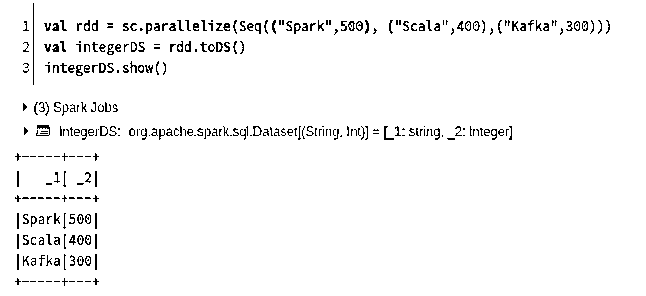 1 val rdd = sc.parallelize(Seq(("Spark",500), ("Scala",400),("Kafka",300)))
2 val integerDS = rdd.toDS()
3 integerDS.show()
(3) Spark Jobs
integerDS: org.apache.spark.sql.Dataset[(String, Int)] = [_1: string, _2: integer]
+-----+---+
|   _1| _2|
+-----+---+
|Spark|500|
|Scala|400|
|Kafka|300|
+-----+---+